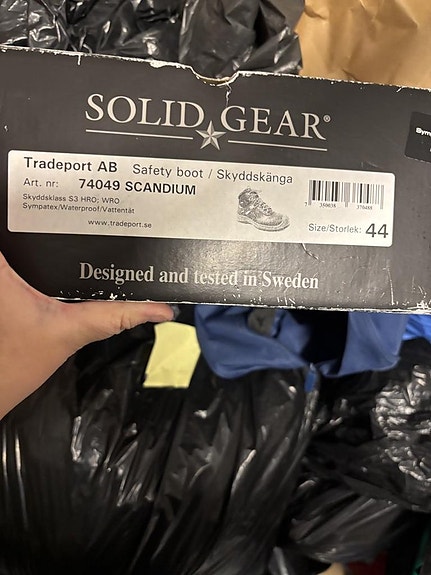 SOLID GEAR®
Tradeport AB Safety boot / Skyddskänga
Art. nr: 74049 SCANDIUM
Skyddsklass S3 HRO; WRO
Sympatex/Waterproof/Vattentät
www.tradeport.se
Size/Storlek: 44
Designed and tested in Sweden